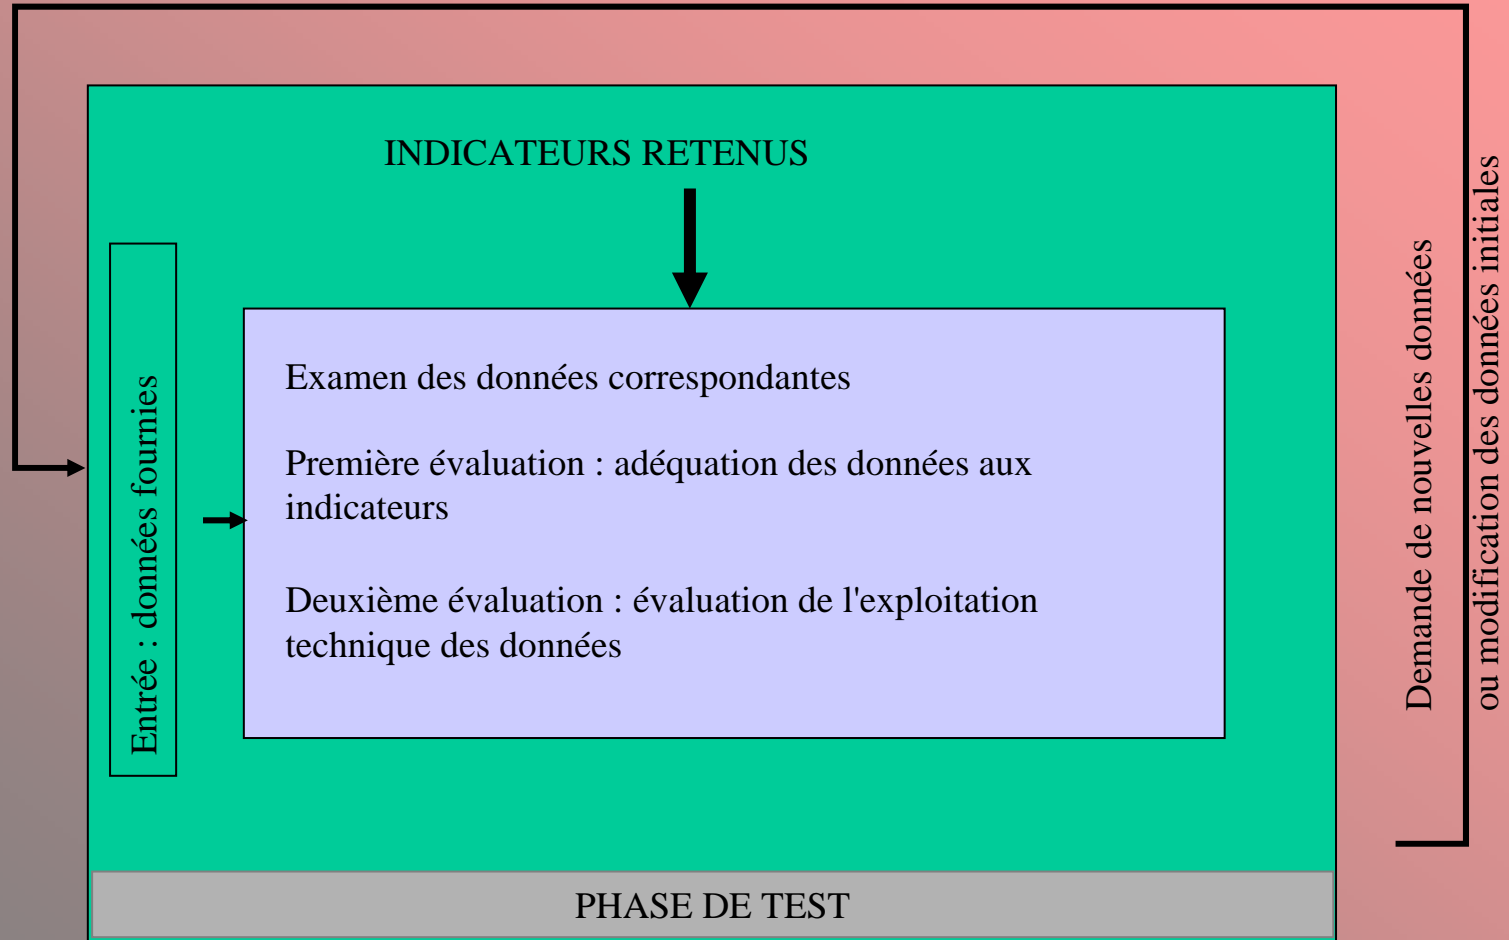 INDICATEURS RETENUS
Entrée : données fournies
Examen des données correspondantes
Première évaluation : adéquation des données aux
indicateurs
Deuxième évaluation : évaluation de l'exploitation
technique des données
Demande de nouvelles données
ou modification des données initiales
PHASE DE TEST